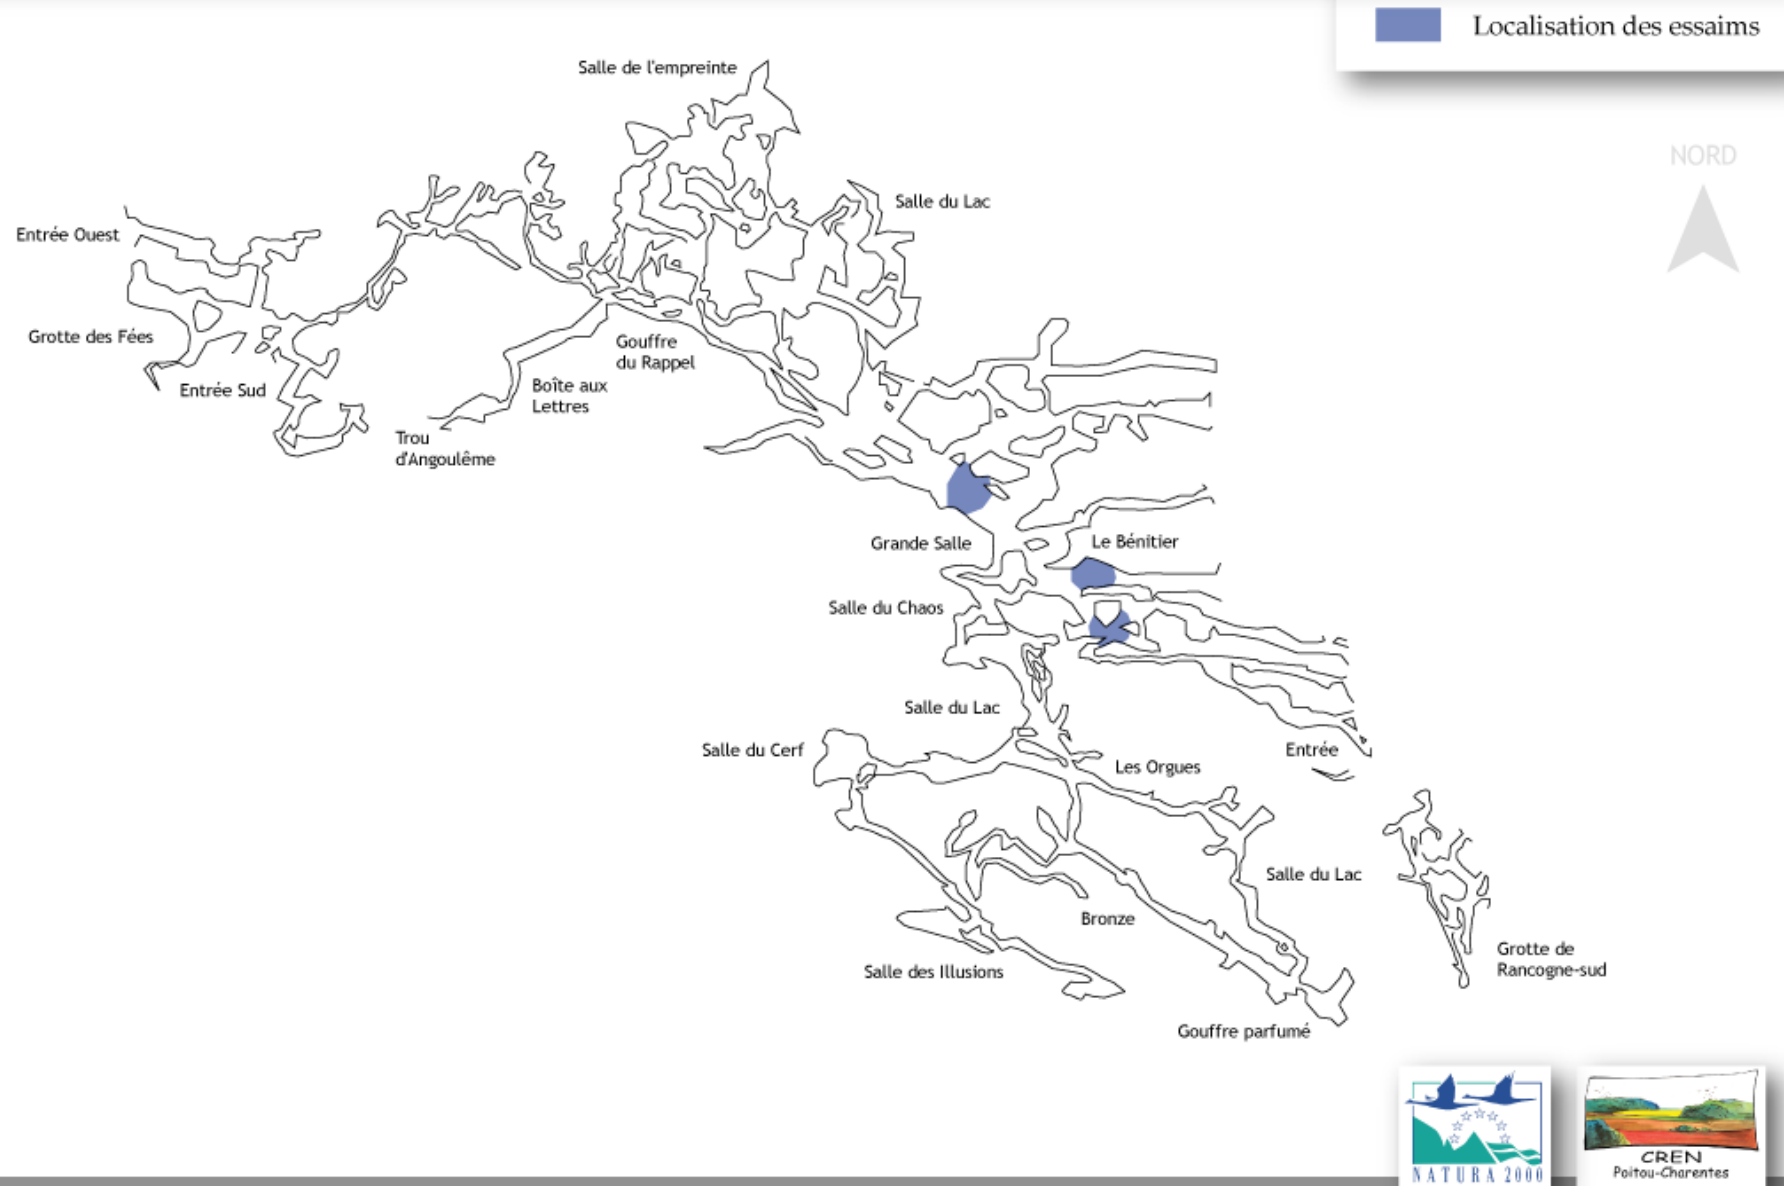 Localisation des essaims
Salle de l'empreinte
NORD
Salle du Lac
Entrée Ouest
Grotte des Fées
Gouffre
du Rappel
Entrée Sud
Boîte aux
Lettres
Trou
d'Angoulême
Grande Salle
Le Bénitier
Salle du Chaos
Salle du Lac
Salle du Cerf
Entrée
Les Orgues
Salle du Lac
Bronze
Grotte de
Rancogne-sud
Salle des Illusions
Gouffre parfumé
NATURA 2000
CREN
Poitou-Charentes